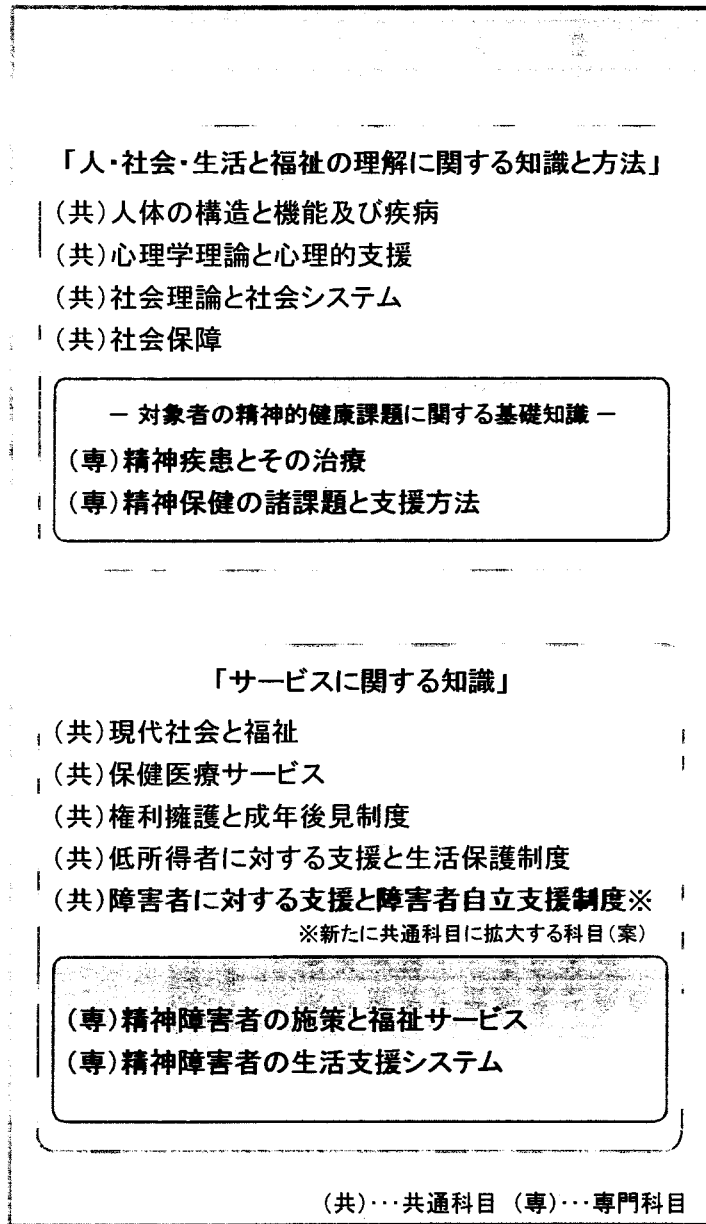 「人・社会・生活と福祉の理解に関する知識と方法」
(共)人体の構造と機能及び疾病
(共)心理学理論と心理的支援
(共)社会理論と社会システム
(共)社会保障
― 対象者の精神的健康課題に関する基礎知識 ―
(専)精神疾患とその治療
(専)精神保健の諸課題と支援方法
「サービスに関する知識」
(共)現代社会と福祉
(共)保健医療サービス
(共)権利擁護と成年後見制度
(共)低所得者に対する支援と生活保護制度
(共)障害者に対する支援と障害者自立支援制度※
※新たに共通科目に拡大する科目(案)
(専)精神障害者の施策と福祉サービス
(専)精神障害者の生活支援システム
(共)・・・共通科目 (専)・・・専門科目